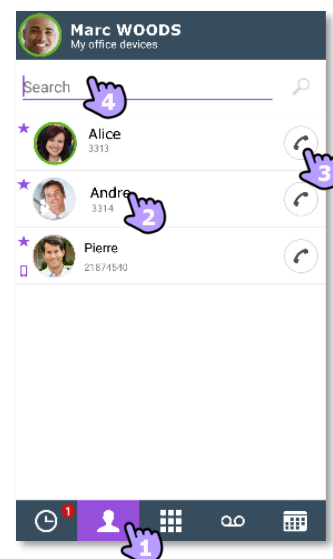 Marc WOODS
My office devices
Search
4
Alice
3313
3
Andre
3314
2
Pierre
21874540
1
1